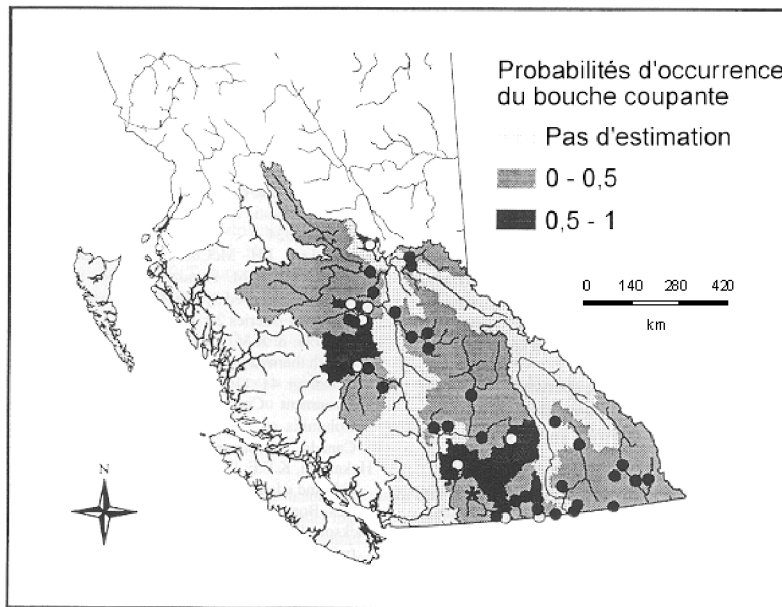 Probabilités d'occurrence
du bouche coupante
Pas d'estimation
0 - 0,5
0,5 - 1
0 140 280 420
km
N